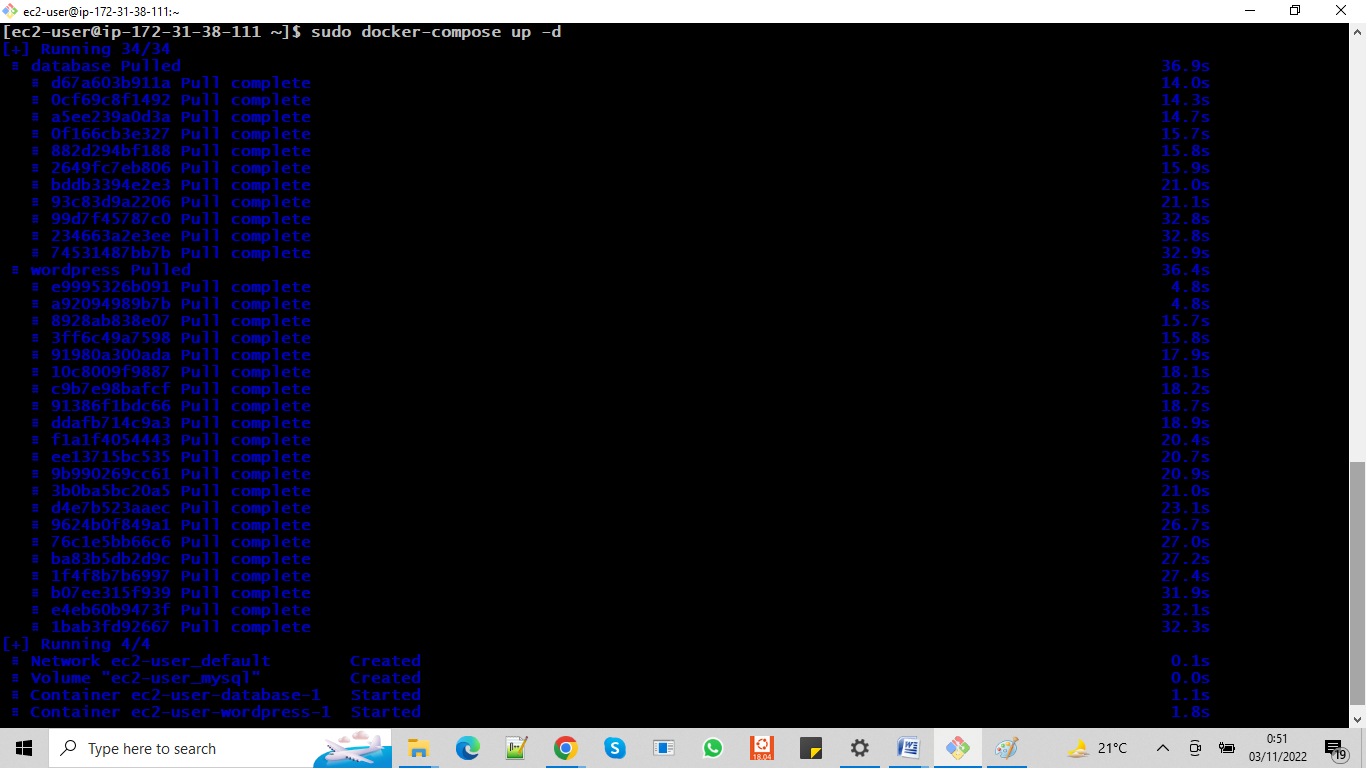 ec2-user@ip-172-31-38-111:~
[ec2-user@ip-172-31-38-111 ~]$ sudo docker-compose up -d
[+] Running 34/34
database Pulled 36.9s
d67a603b911a Pull complete 14.0s
0cf69c8f1492 Pull complete 14.3s
a5ee239a0d3a Pull complete 14.7s
0f166cb3e327 Pull complete 15.7s
882d294bf188 Pull complete 15.8s
2649fc7eb806 Pull complete 15.9s
bddb3394e2e3 Pull complete 21.0s
93c83d9a2206 Pull complete 21.1s
99d7f45787c0 Pull complete 32.8s
234663a2e3ee Pull complete 32.8s
74531487bb7b Pull complete 32.9s
wordpress Pulled 36.4s
e9995326b091 Pull complete 4.8s
a92094989b7b Pull complete 4.8s
8928ab838e07 Pull complete 15.7s
3ff6c49a7598 Pull complete 15.8s
91980a300ada Pull complete 17.9s
10c8009f9887 Pull complete 18.1s
c9b7e98bafcf Pull complete 18.2s
91386f1bdc66 Pull complete 18.7s
ddafb714c9a3 Pull complete 18.9s
f1a1f4054443 Pull complete 20.4s
ee13715bc535 Pull complete 20.7s
9b990269cc61 Pull complete 20.9s
3b0ba5bc20a5 Pull complete 21.0s
d4e7b523aaec Pull complete 23.1s
9624b0f849a1 Pull complete 26.7s
76c1e5bb66c6 Pull complete 27.0s
ba83b5db2d9c Pull complete 27.2s
1f4f8b7b6997 Pull complete 27.4s
b07ee315f939 Pull complete 31.9s
e4eb60b9473f Pull complete 32.1s
1bab3fd92667 Pull complete 32.3s
[+] Running 4/4
Network ec2-user_default Created 0.1s
Volume "ec2-user_mysql" Created 0.0s
Container ec2-user-database-1 Started 1.1s
Container ec2-user-wordpress-1 Started 1.8s
Type here to search
18.04
21°C
0:51
03/11/2022
19